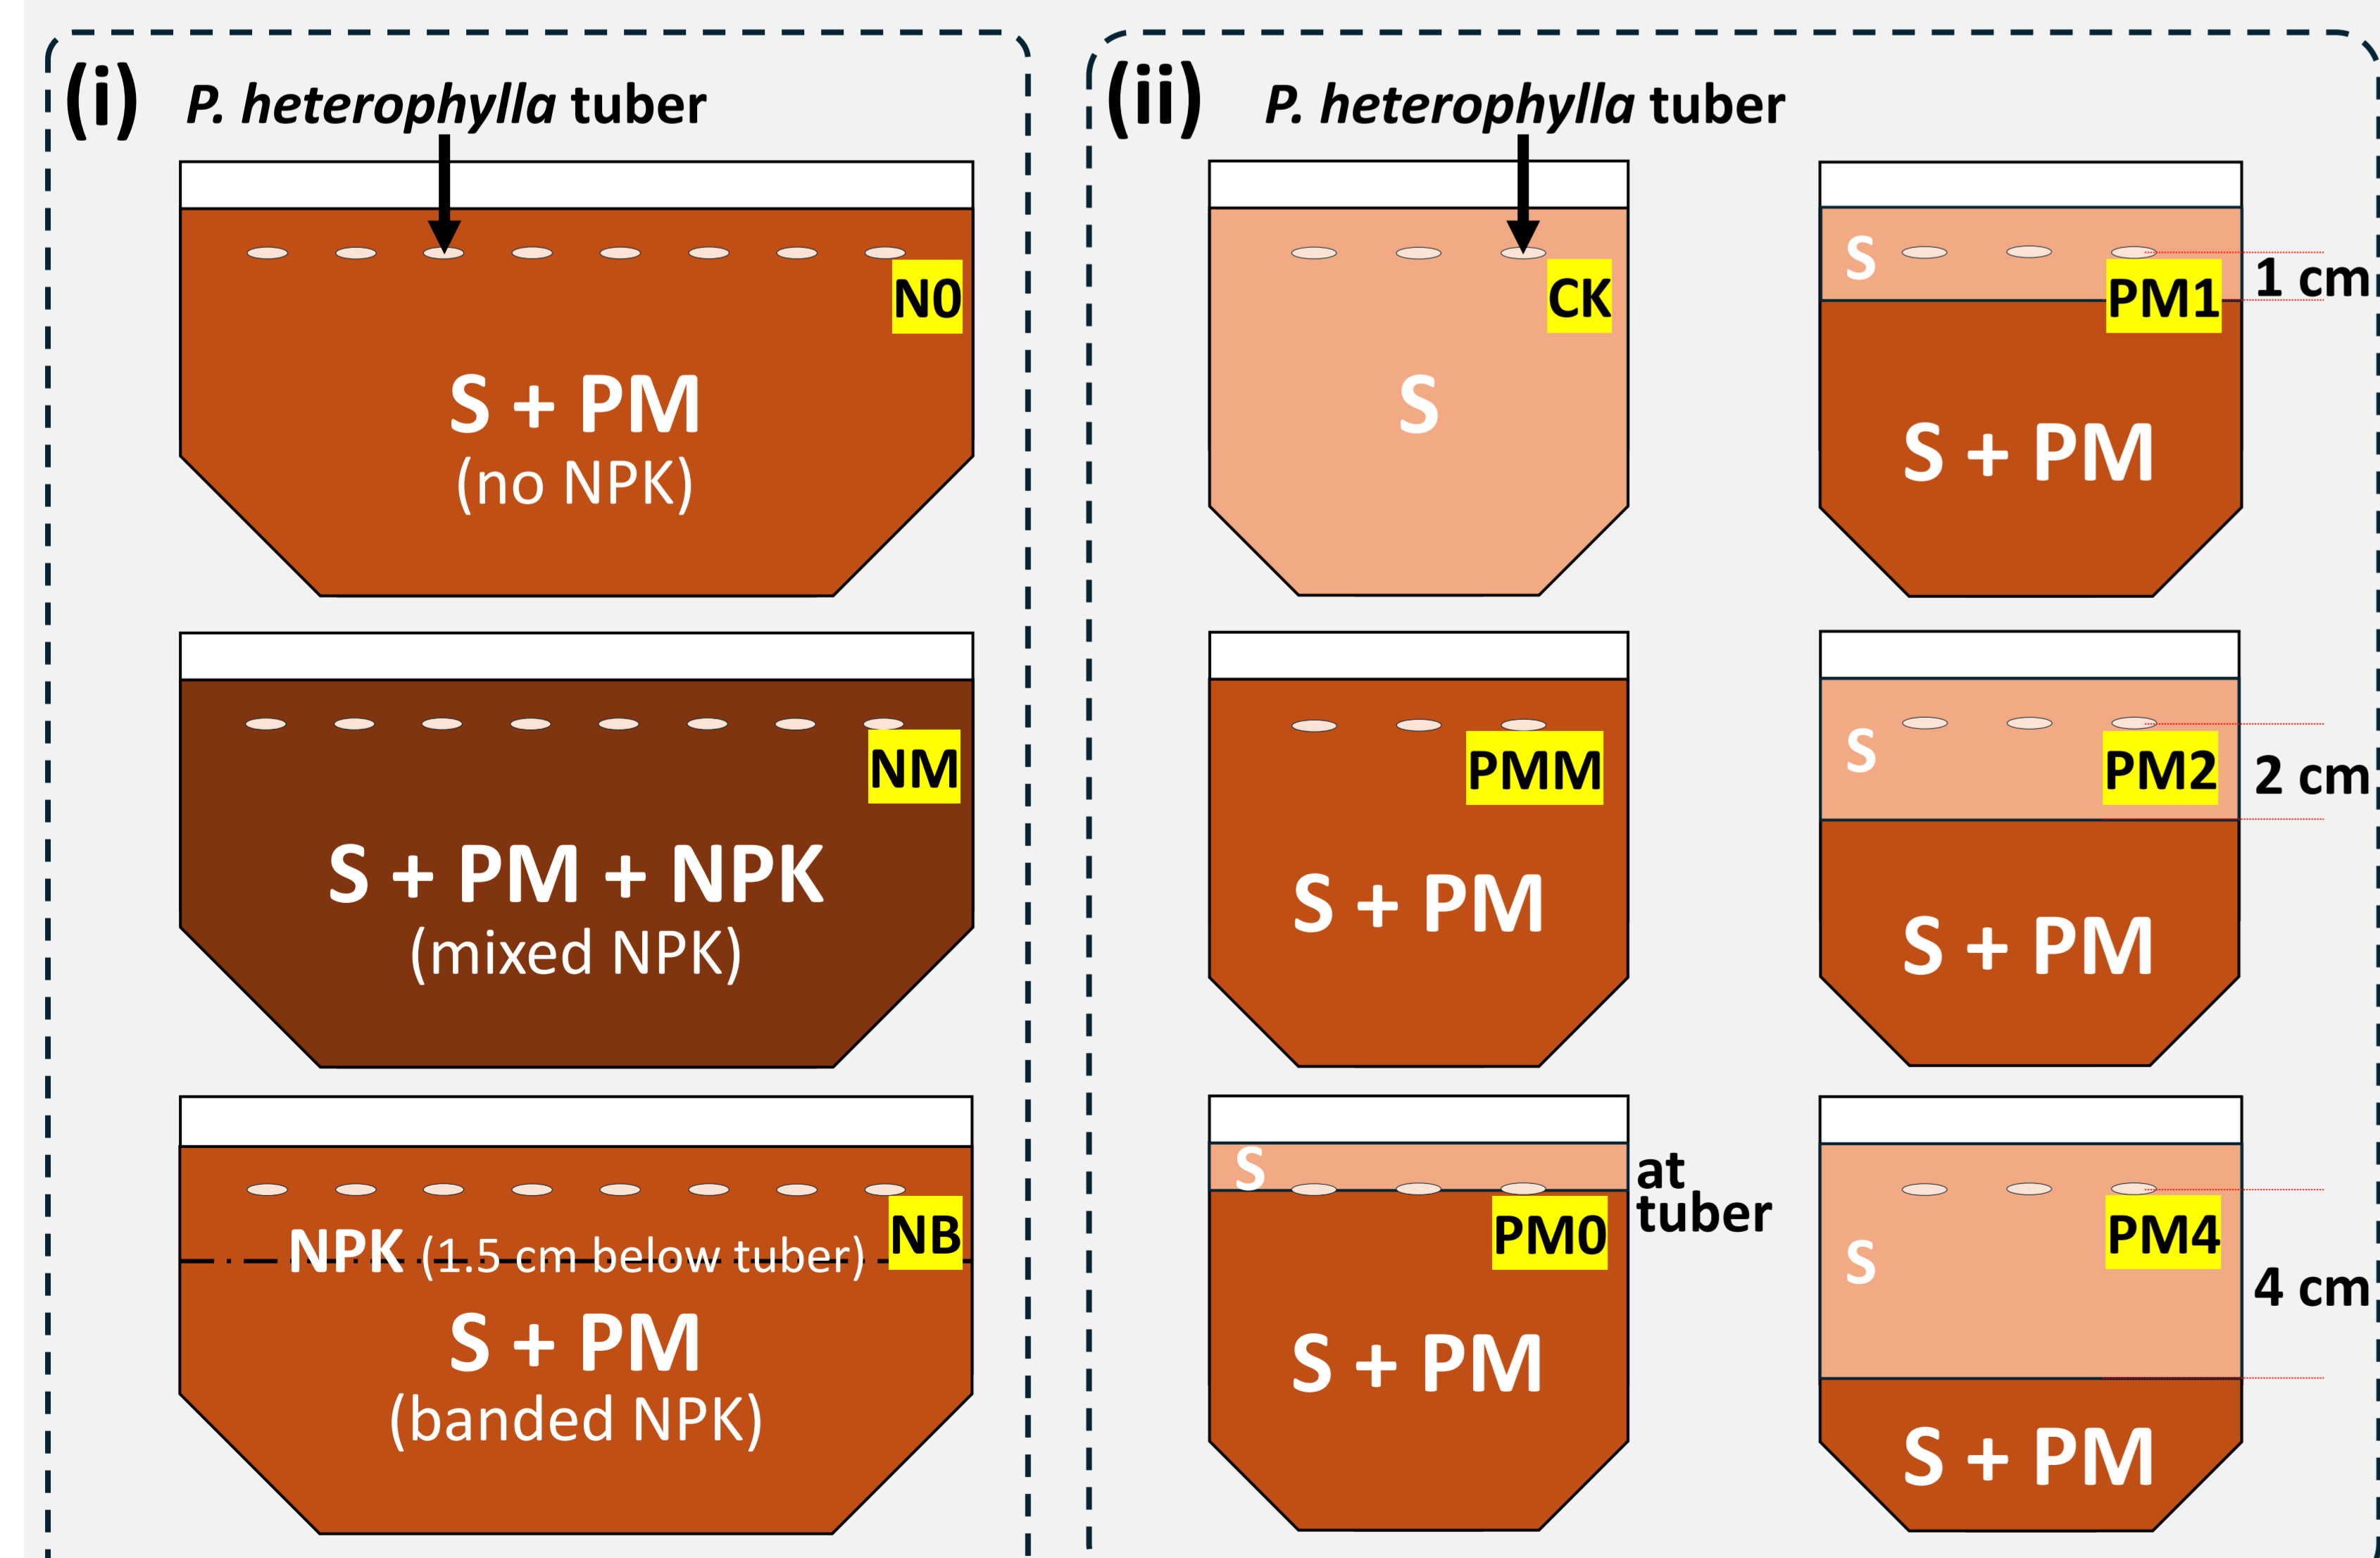 (i) P. heterophylla tuber
N0
S + PM
(no NPK)
NM
S + PM + NPK
(mixed NPK)
NB
NPK (1.5 cm below tuber)
S + PM
(banded NPK)
(ii) P. heterophylla tuber
CK
S
S
PM1
1 cm
S + PM
PMM
S + PM
S
PM2
2 cm
S + PM
S
at
tuber
PM0
S + PM
S
PM4
4 cm
S + PM